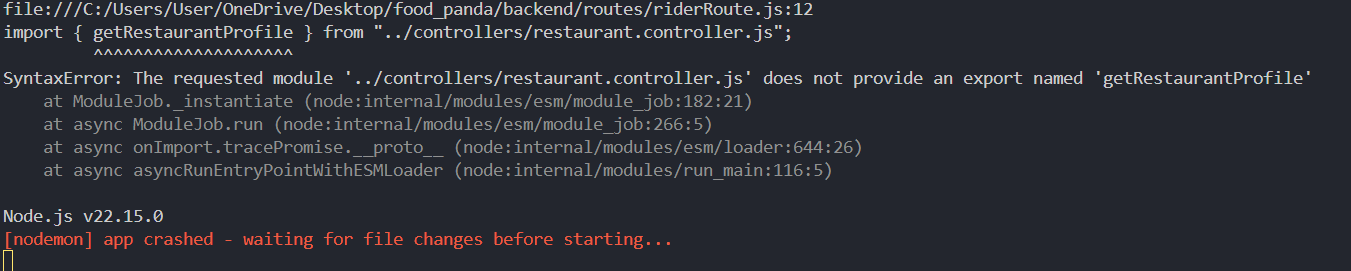 file:///C:/Users/User/OneDrive/Desktop/food_panda/backend/routes/riderRoute.js:12
import { getRestaurantProfile } from "../controllers/restaurant.controller.js";
         ^^^^^^^^^^^^^^^^^^^^
SyntaxError: The requested module '../controllers/restaurant.controller.js' does not provide an export named 'getRestaurantProfile'
    at ModuleJob._instantiate (node:internal/modules/esm/module_job:182:21)
    at async ModuleJob.run (node:internal/modules/esm/module_job:266:5)
    at async onImport.tracePromise.__proto__ (node:internal/modules/esm/loader:644:26)
    at async asyncRunEntryPointWithESMLoader (node:internal/modules/run_main:116:5)

Node.js v22.15.0
[nodemon] app crashed - waiting for file changes before starting...